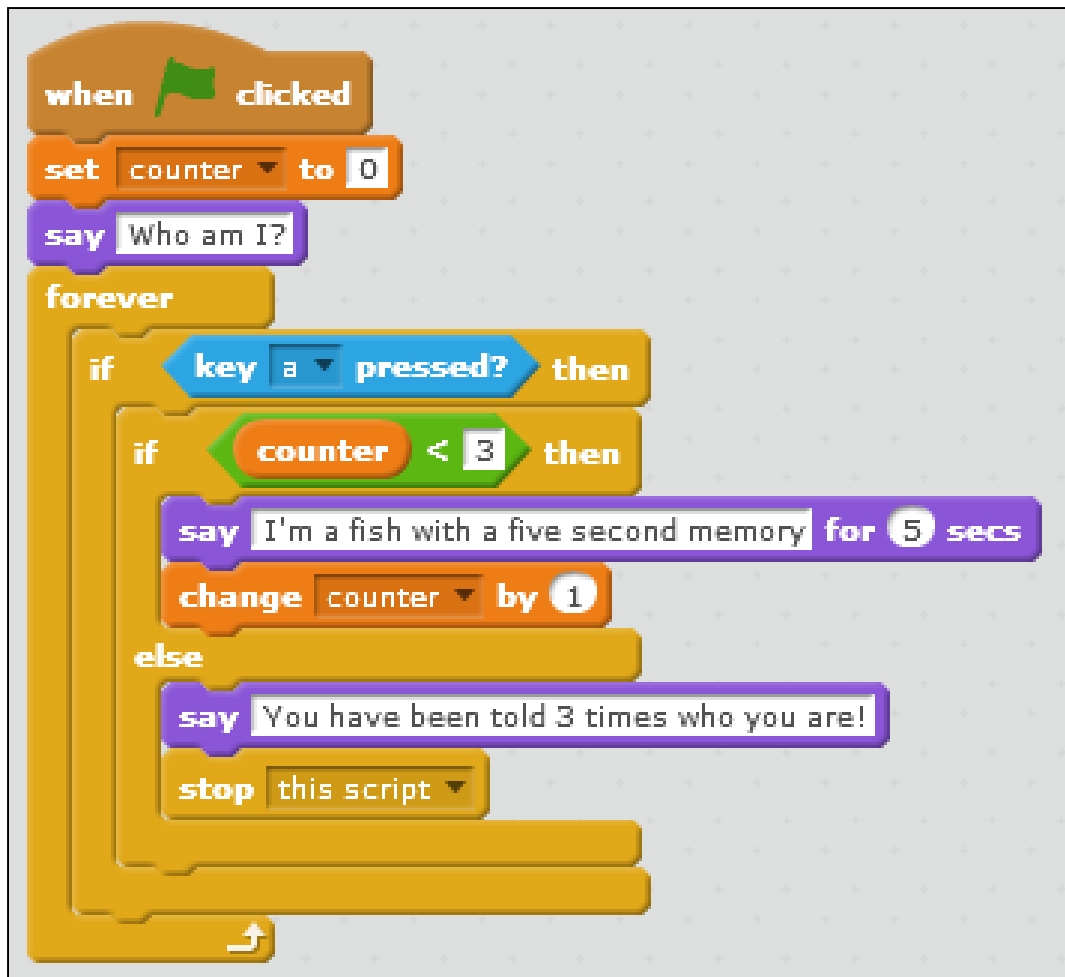 when clicked
set counter to 0
say Who am I?
forever
if key a pressed? then
if counter < 3 then
say I'm a fish with a five second memory for 5 secs
change counter by 1
else
say You have been told 3 times who you are!
stop this script